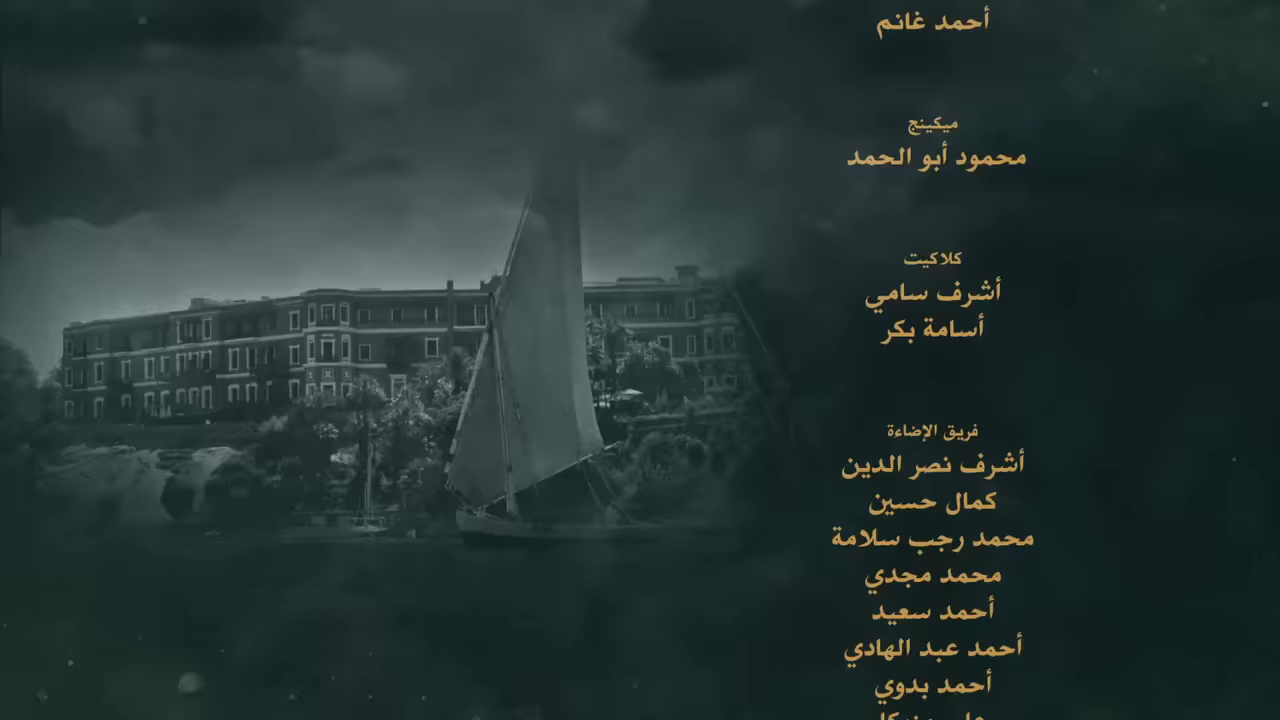 أحمد غانم
ميكينج
محمود أبو الحمد
كلاكيت
أشرف سامي
أسامة بكر
فريق الإضاءة
أشرف نصر الدين
كمال حسين
محمد رجب سلامة
محمد مجدي
أحمد سعيد
أحمد عبد الهادي
أحمد بدوي